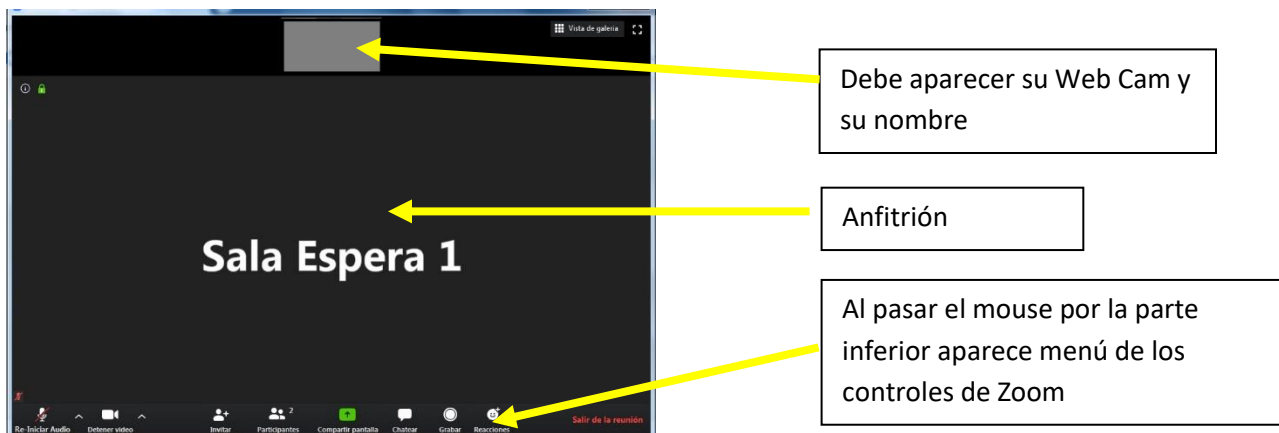 Vista de galería
Debe aparecer su Web Cam y
su nombre
Anfitrión
Sala Espera 1
Al pasar el mouse por la parte
inferior aparece menú de los
controles de Zoom
2
Re-Iniciar Audio Detener video Invitar Participantes Compartir pantalla Chatear Grabar Reacciones Salir de la reunión